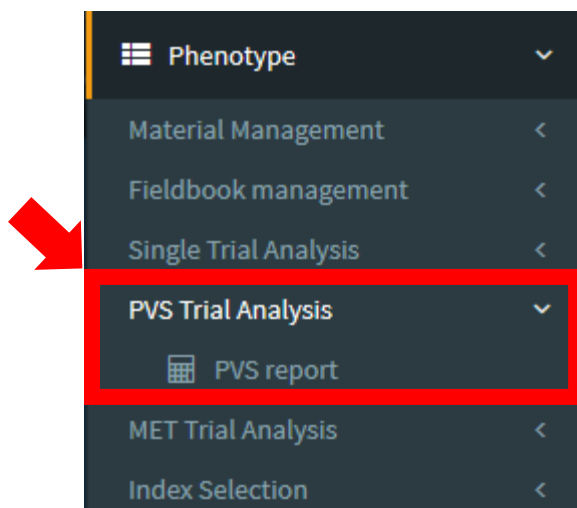 Phenotype
Material Management
Fieldbook management
Single Trial Analysis
PVS Trial Analysis
PVS report
MET Trial Analysis
Index Selection